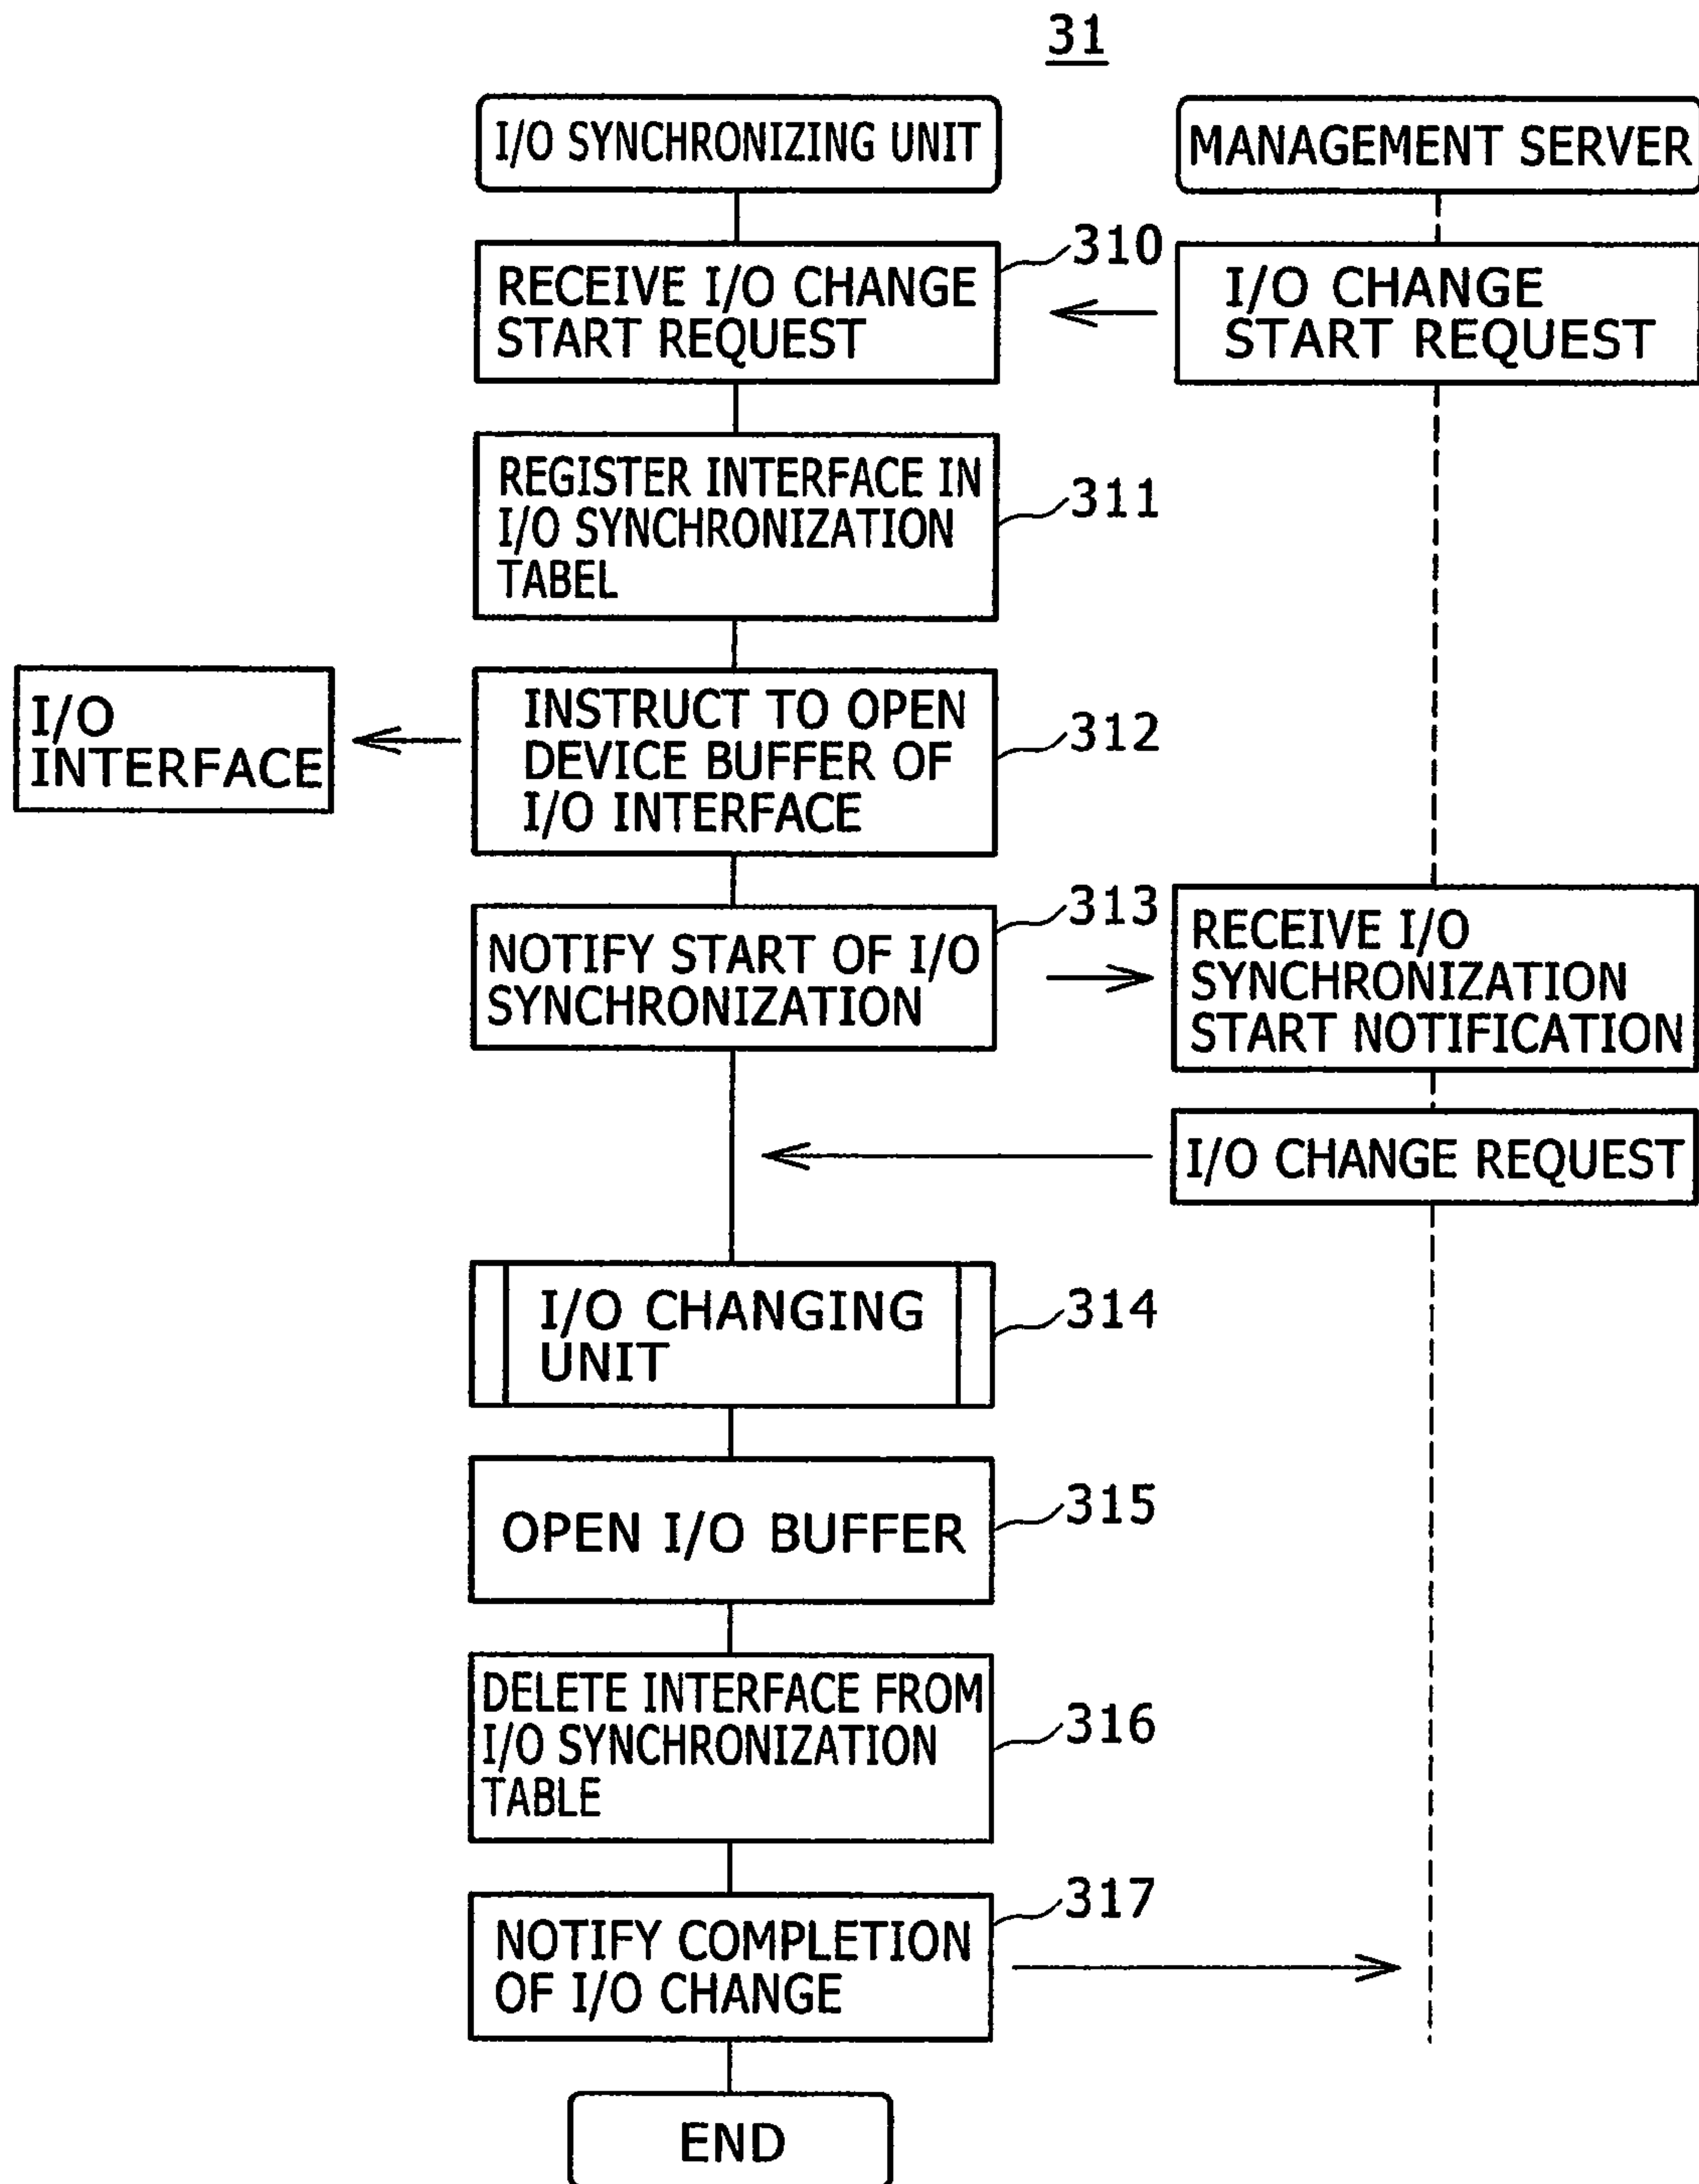 31
I/O SYNCHRONIZING UNIT
MANAGEMENT SERVER
310
RECEIVE I/O CHANGE
START REQUEST
I/O CHANGE
START REQUEST
REGISTER INTERFACE IN
I/O SYNCHRONIZATION
TABEL
311
I/O
INTERFACE
INSTRUCT TO OPEN
DEVICE BUFFER OF
I/O INTERFACE
312
313
NOTIFY START OF I/O
SYNCHRONIZATION
RECEIVE I/O
SYNCHRONIZATION
START NOTIFICATION
I/O CHANGE REQUEST
I/O CHANGING
UNIT
314
OPEN I/O BUFFER
315
DELETE INTERFACE FROM
I/O SYNCHRONIZATION
TABLE
316
317
NOTIFY COMPLETION
OF I/O CHANGE
END